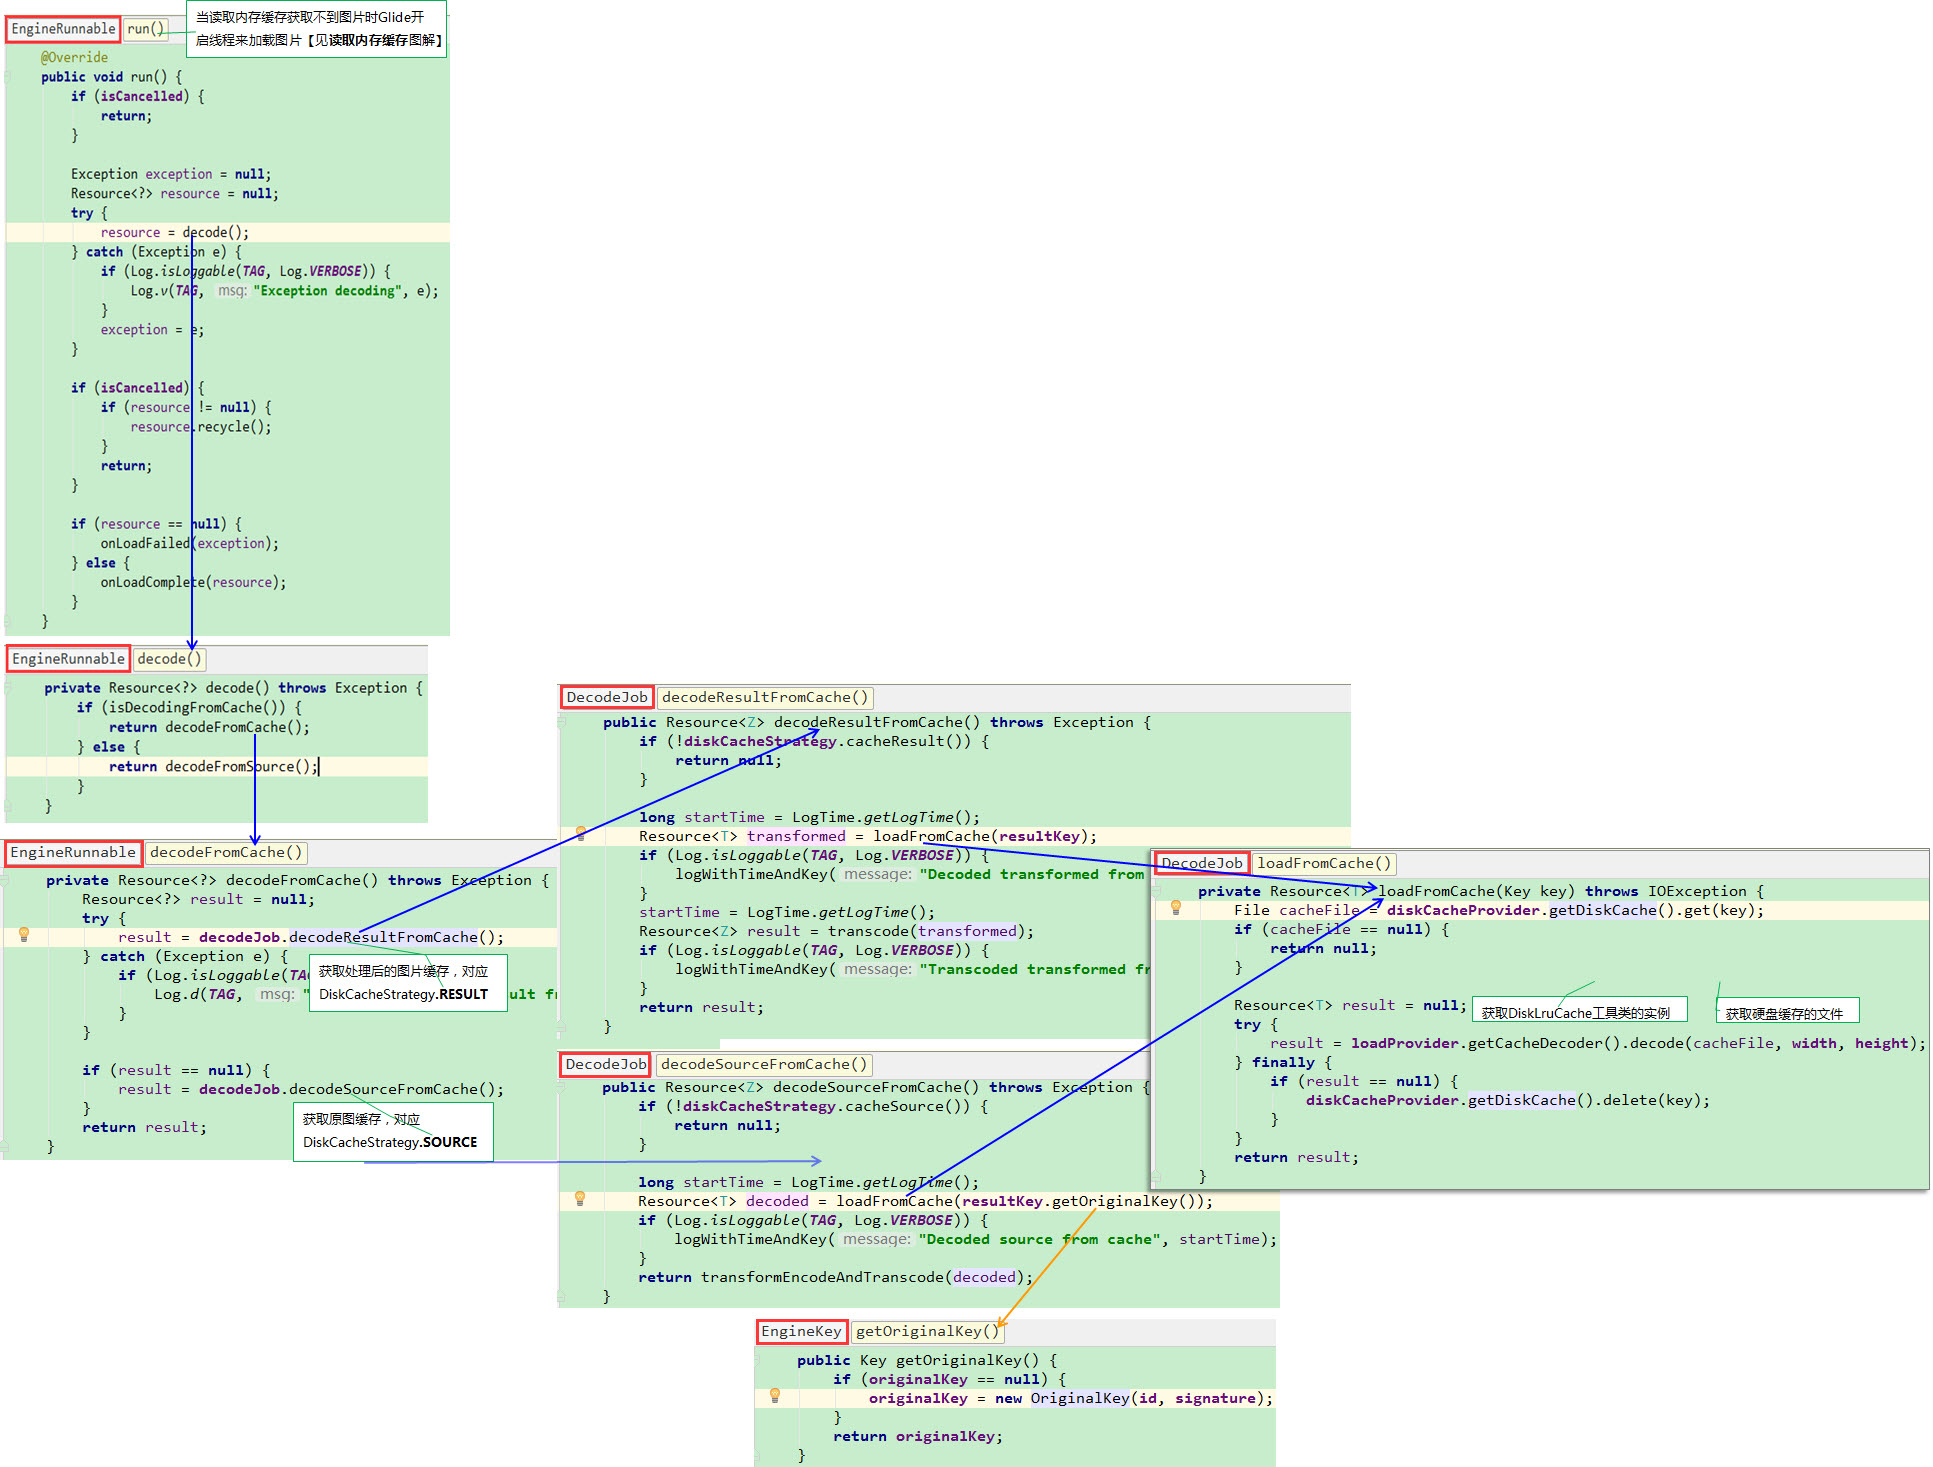 EngineRunnable run()
当读取内存缓存获取不到图片时Glide开
启线程来加载图片【见读取内存缓存图解】
@Override
public void run() {
if (isCancelled) {
return;
}
Exception exception = null;
Resource<?> resource = null;
try {
resource = decode();
} catch (Exception e) {
if (Log.isLoggable(TAG, Log.VERBOSE)) {
Log.v(TAG, msg: "Exception decoding", e);
}
exception = e;
}
if (isCancelled) {
if (resource != null) {
resource.recycle();
}
return;
}
if (resource == null) {
onLoadFailed(exception);
} else {
onLoadComplete(resource);
}
}
EngineRunnable decode()
private Resource<?> decode() throws Exception {
if (isDecodingFromCache()) {
return decodeFromCache();
} else {
return decodeFromSource();
}
}
EngineRunnable decodeFromCache()
private Resource<?> decodeFromCache() throws Exception {
Resource<?> result = null;
try {
result = decodeJob.decodeResultFromCache();
} catch (Exception e) {
if (Log.isLoggable(TA
Log.d(TAG, msg: " ult fr
}
}
获取处理后的图片缓存，对应
DiskCacheStrategy.RESULT
if (result == null) {
result = decodeJob.decodeSourceFromCache();
}
return result;
}
获取原图缓存，对应
DiskCacheStrategy.SOURCE
DecodeJob decodeResultFromCache()
public Resource<Z> decodeResultFromCache() throws Exception {
if (!diskCacheStrategy.cacheResult()) {
return null;
}
long startTime = LogTime.getLogTime();
Resource<T> transformed = loadFromCache(resultKey);
if (Log.isLoggable(TAG, Log.VERBOSE)) {
logWithTimeAndKey( message: "Decoded transformed from
}
startTime = LogTime.getLogTime();
Resource<Z> result = transcode(transformed);
if (Log.isLoggable(TAG, Log.VERBOSE)) {
logWithTimeAndKey( message: "Transcoded transformed fr
}
return result;
}
DecodeJob decodeSourceFromCache()
public Resource<Z> decodeSourceFromCache() throws Exception {
if (!diskCacheStrategy.cacheSource()) {
return null;
}
long startTime = LogTime.getLogTime();
Resource<T> decoded = loadFromCache(resultKey.getOriginalKey());
if (Log.isLoggable(TAG, Log.VERBOSE)) {
logWithTimeAndKey( message: "Decoded source from cache", startTime);
}
return transformEncodeAndTranscode(decoded);
}
DecodeJob loadFromCache()
private Resource<T> loadFromCache(Key key) throws IOException {
File cacheFile = diskCacheProvider.getDiskCache().get(key);
if (cacheFile == null) {
return null;
}
Resource<T> result = null;
获取DiskLruCache工具类的实例
获取硬盘缓存的文件
try {
result = loadProvider.getCacheDecoder().decode(cacheFile, width, height);
} finally {
if (result == null) {
diskCacheProvider.getDiskCache().delete(key);
}
}
return result;
}
EngineKey getOriginalKey()
public Key getOriginalKey() {
if (originalKey == null) {
originalKey = new OriginalKey(id, signature);
}
return originalKey;
}